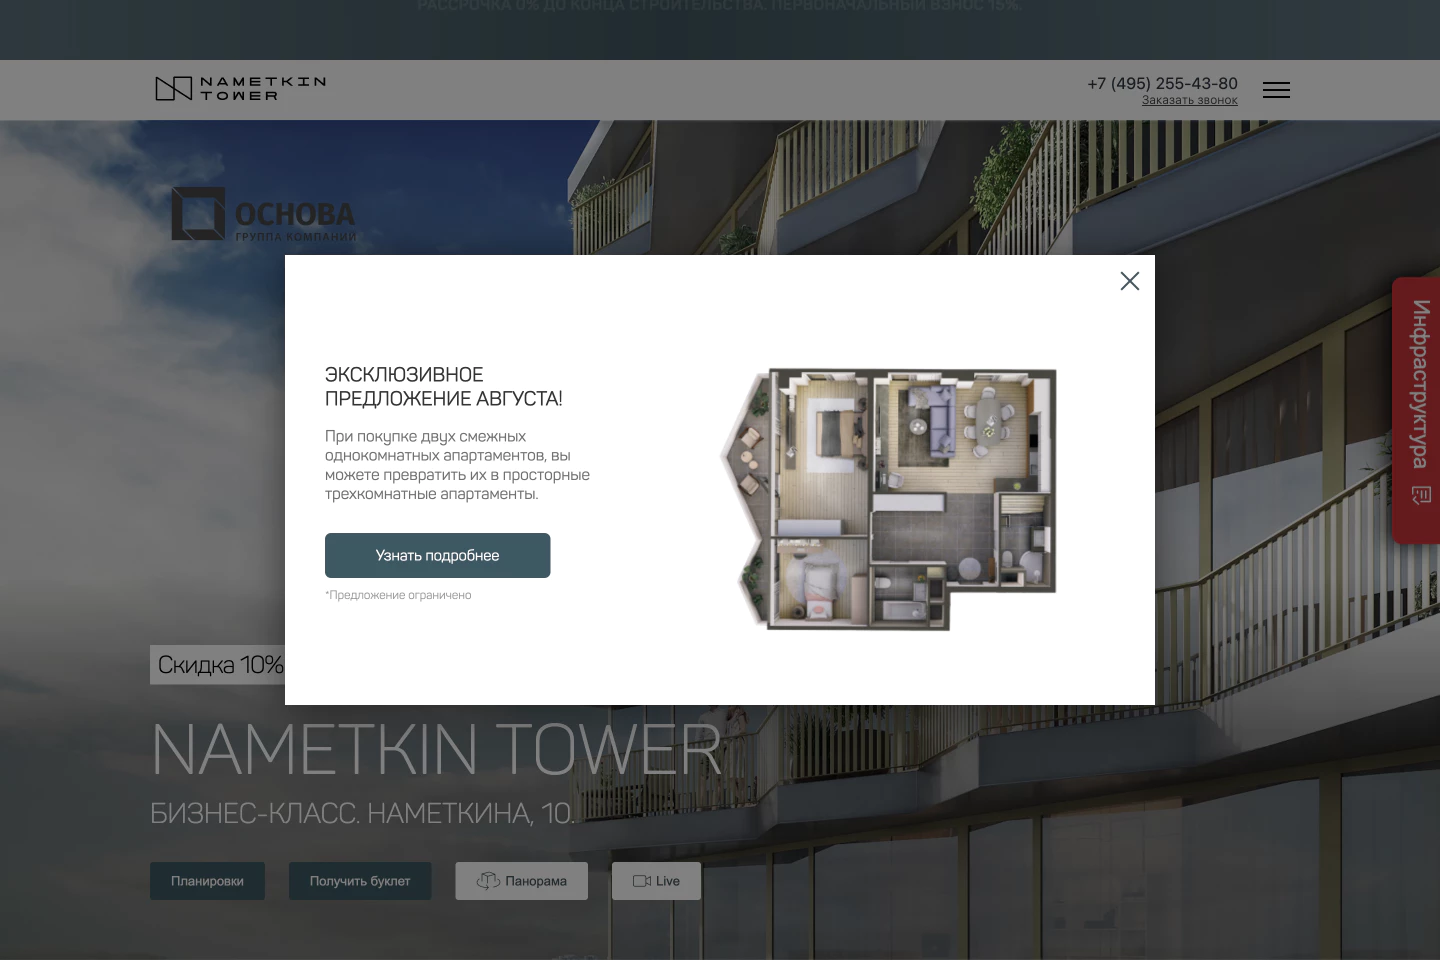 РАССРОЧКА 0% ДО КОНЦА СТРОИТЕЛЬСТВА. ПЕРВОНАЧАЛЬНЫЙ ВЗНОС 15%.
NAMETKIN
TOWER
+7 (495) 255-43-80
Заказать звонок
ОСНОВА
ГРУППА КОМПАНИЙ
Инфраструктура
ЭКСКЛЮЗИВНОЕ
ПРЕДЛОЖЕНИЕ АВГУСТА!
При покупке двух смежных
однокомнатных апартаментов, вы
можете превратить их в просторные
трехкомнатные апартаменты.
Узнать подробнее
*Предложение ограничено
Скидка 10%
NAMETKIN TOWER
БИЗНЕС-КЛАСС. НАМЕТКИНА, 10.
Планировки
Получить буклет
Панорама
Live